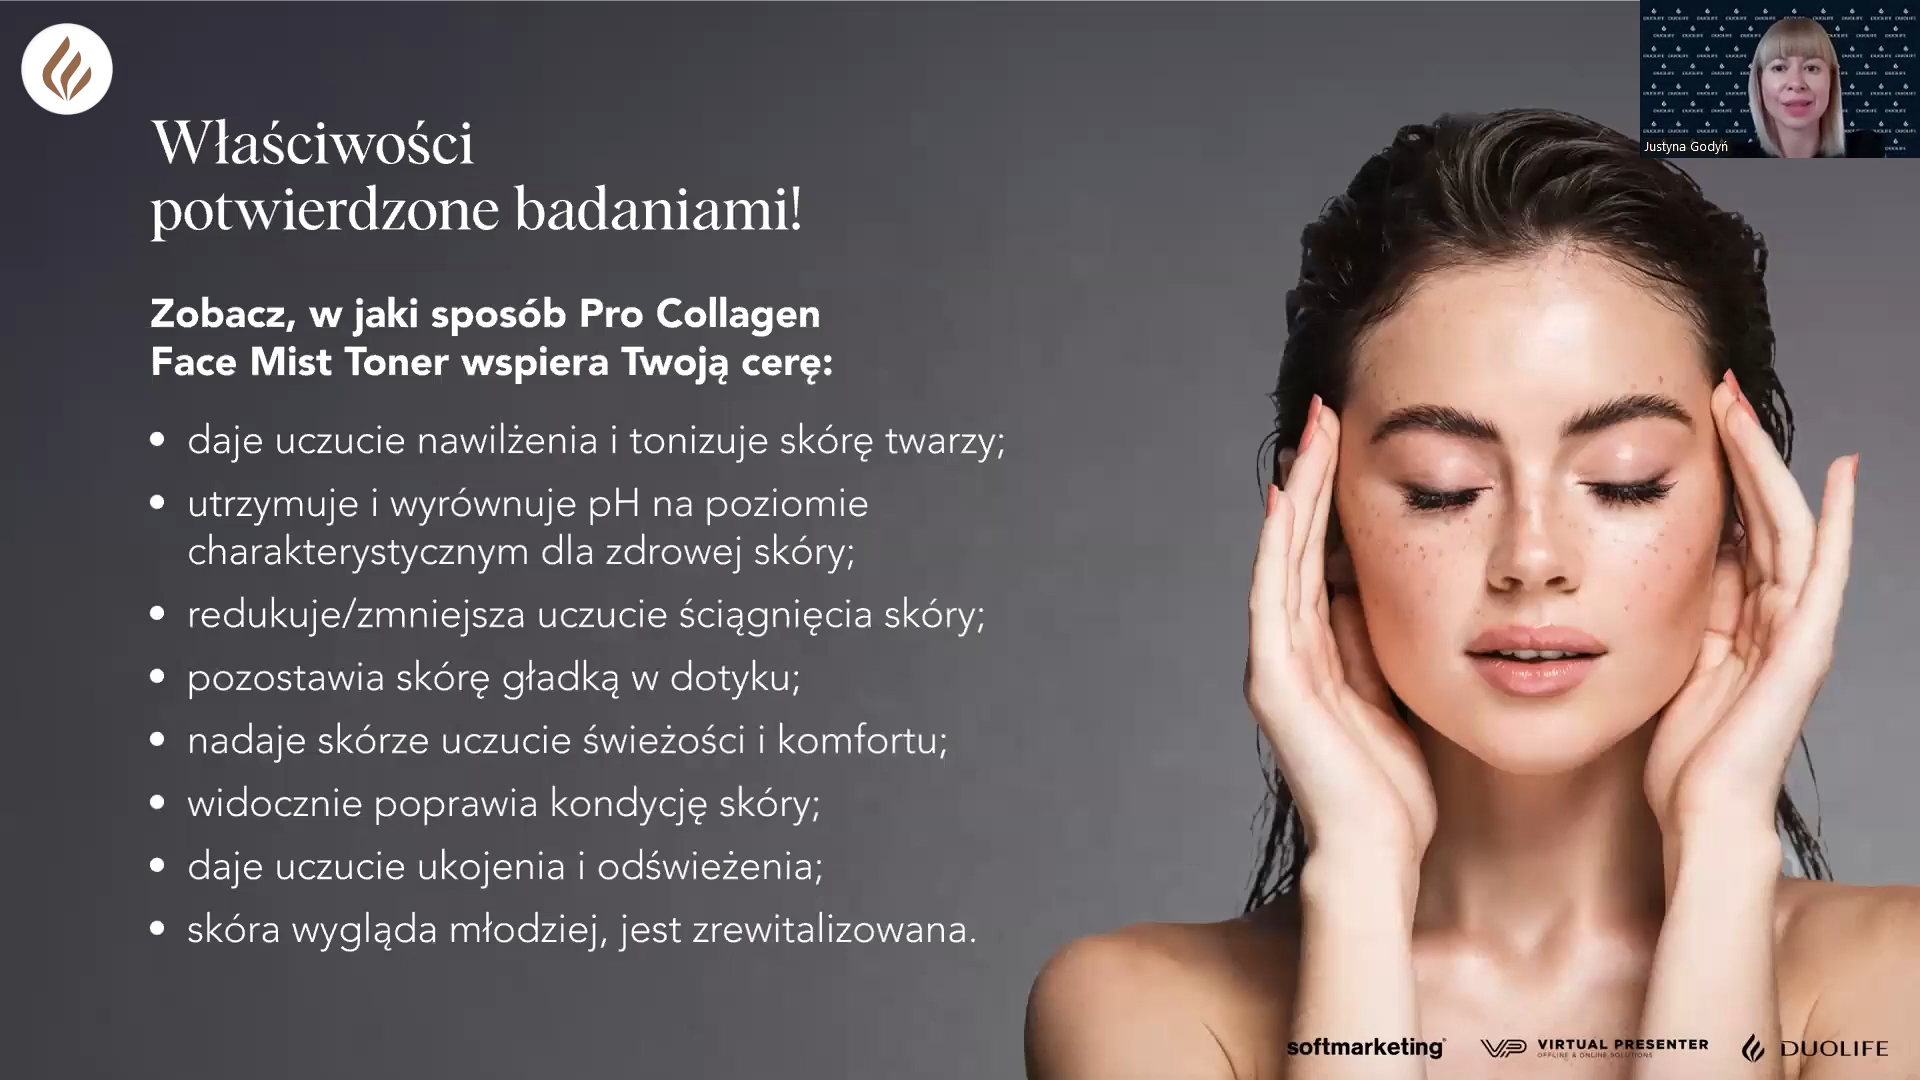 Właściwości
potwierdzone badaniami!
Zobacz, w jaki sposób Pro Collagen
Face Mist Toner wspiera Twoją cerę:
• daje uczucie nawilżenia i tonizuje skórę twarzy;
• utrzymuje i wyrównuje pH na poziomie
charakterystycznym dla zdrowej skóry;
• redukuje/zmniejsza uczucie ściągnięcia skóry;
• pozostawia skórę gładką w dotyku;
• nadaje skórze uczucie świeżości i komfortu;
• widocznie poprawia kondycję skóry;
• daje uczucie ukojenia i odświeżenia;
• skóra wygląda młodziej, jest zrewitalizowana.
Justyna Godyń
softmarketing
VP VIRTUAL PRESENTER
OFFLINE & ONLINE SOLUTIONS
DUOLIFE